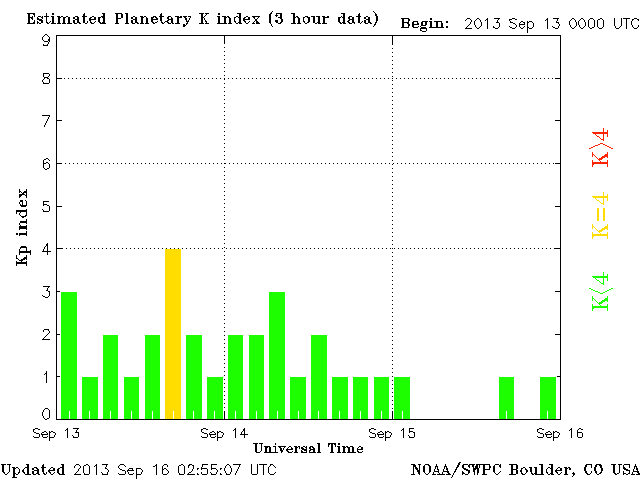 Estimated Planetary K index (3 hour data) Begin: 2013 Sep 13 0000 UTC
9
8
7
6
5
4
3
2
1
0
Kp index
K>4
K=4
K<4
Sep 13 Sep 14 Sep 15 Sep 16
Universal Time
Updated 2013 Sep 16 02:55:07 UTC NOAA/SWPC Boulder, CO USA